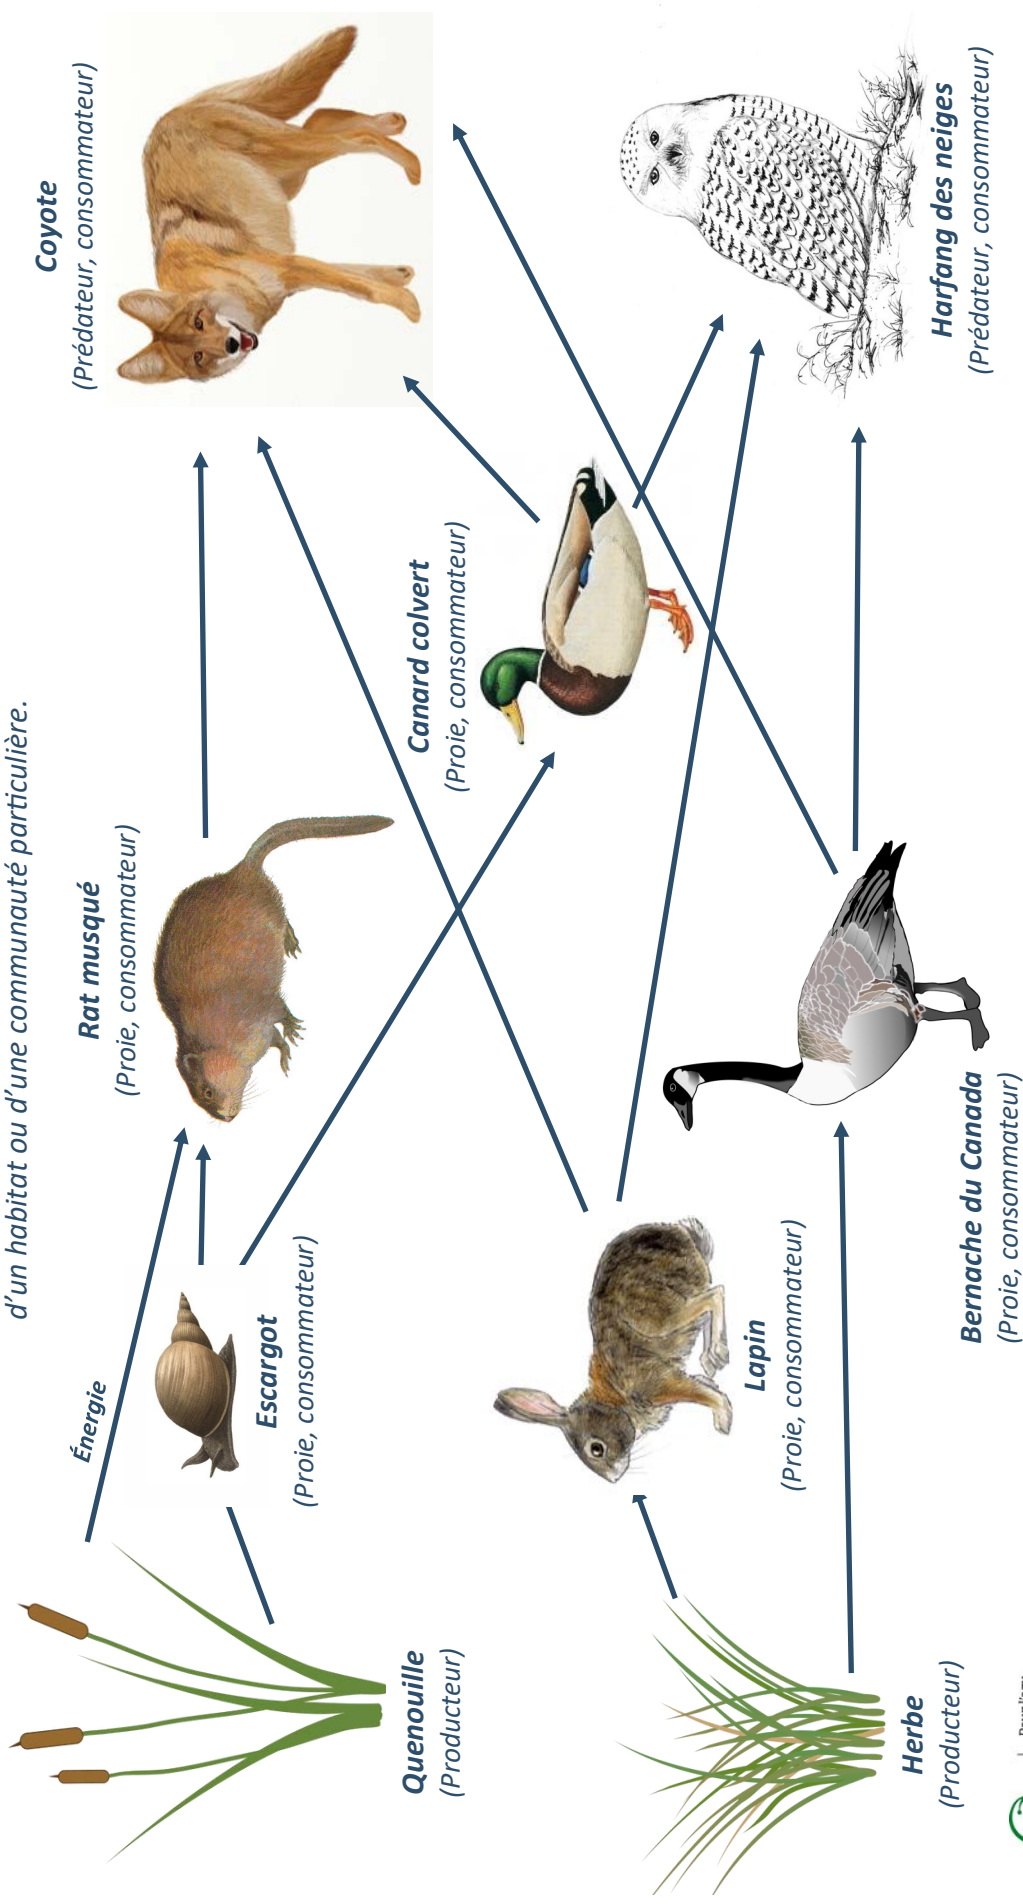 d'un habitat ou d'une communauté particulière.
Énergie
Quenouille
(Producteur)
Escargot
(Proie, consommateur)
Rat musqué
(Proie, consommateur)
Canard colvert
(Proie, consommateur)
Coyote
(Prédateur, consommateur)
Herbe
(Producteur)
Lapin
(Proie, consommateur)
Bernache du Canada
(Proie, consommateur)
Harfang des neiges
(Prédateur, consommateur)